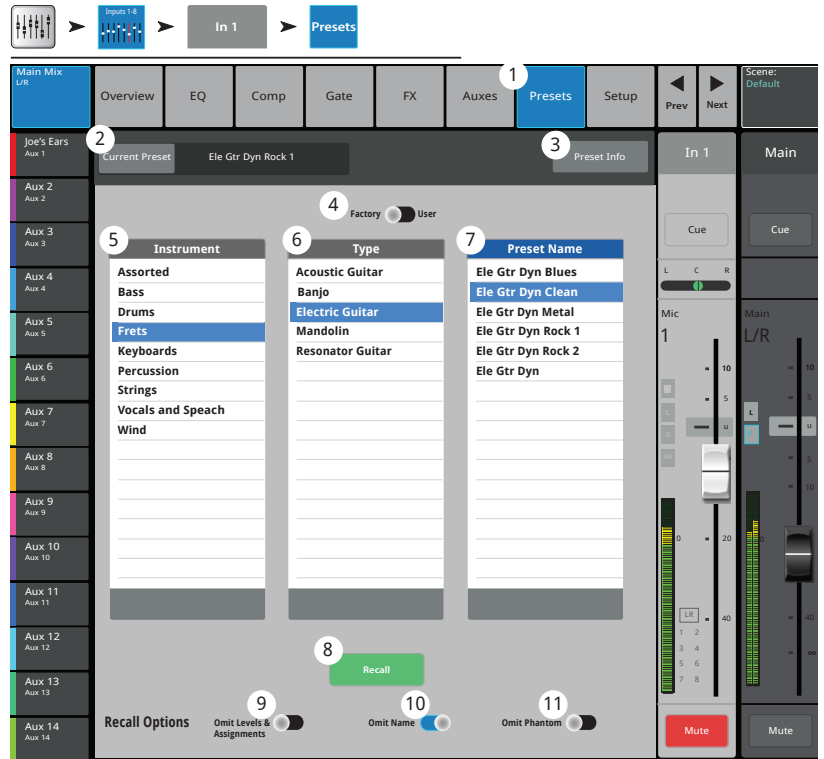 Inputs 1-8
In 1
Presets
Main Mix
L/R
Overview
EQ
Comp
Gate
FX
Auxes
1
Presets
Setup
Prev
Next
Scene:
Default
Joe's Ears
Aux 1
Aux 2
Aux 2
Aux 3
Aux 3
Aux 4
Aux 4
Aux 5
Aux 5
Aux 6
Aux 6
Aux 7
Aux 7
Aux 8
Aux 8
Aux 9
Aux 9
Aux 10
Aux 10
Aux 11
Aux 11
Aux 12
Aux 12
Aux 13
Aux 13
Aux 14
Aux 14
2
Current Preset
Ele Gtr Dyn Rock 1
3
Preset Info
4
Factory
User
5
Instrument
Assorted
Bass
Drums
Frets
Keyboards
Percussion
Strings
Vocals and Speach
Wind
6
Type
Acoustic Guitar
Banjo
Electric Guitar
Mandolin
Resonator Guitar
7
Preset Name
Ele Gtr Dyn Blues
Ele Gtr Dyn Clean
Ele Gtr Dyn Metal
Ele Gtr Dyn Rock 1
Ele Gtr Dyn Rock 2
Ele Gtr Dyn
8
Recall
Recall Options
9
Omit Levels &
Assignments
10
Omit Name
11
Omit Phantom
In 1
Cue
L C R
Mic
1
10
5
U
0
20
LR
40
1 2
3 4
5 6
7 8
Mute
Main
Cue
Main
L/R
10
5
L
U
5
10
20
40
∞
Mute